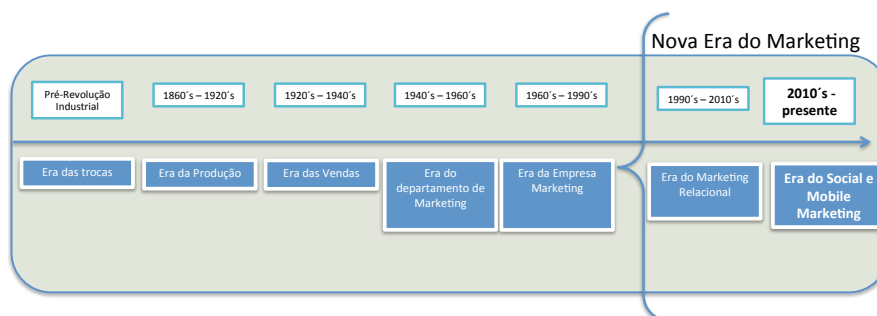 Nova Era do Marketing
Pré-Revolução
Industrial
1860´s – 1920´s
1920´s – 1940´s
1940´s – 1960´s
1960´s – 1990´s
1990´s – 2010´s
2010´s -
presente
Era das trocas
Era da Produção
Era das Vendas
Era do
departamento de
Marketing
Era da Empresa
Marketing
Era do Marketing
Relacional
Era do Social e
Mobile
Marketing